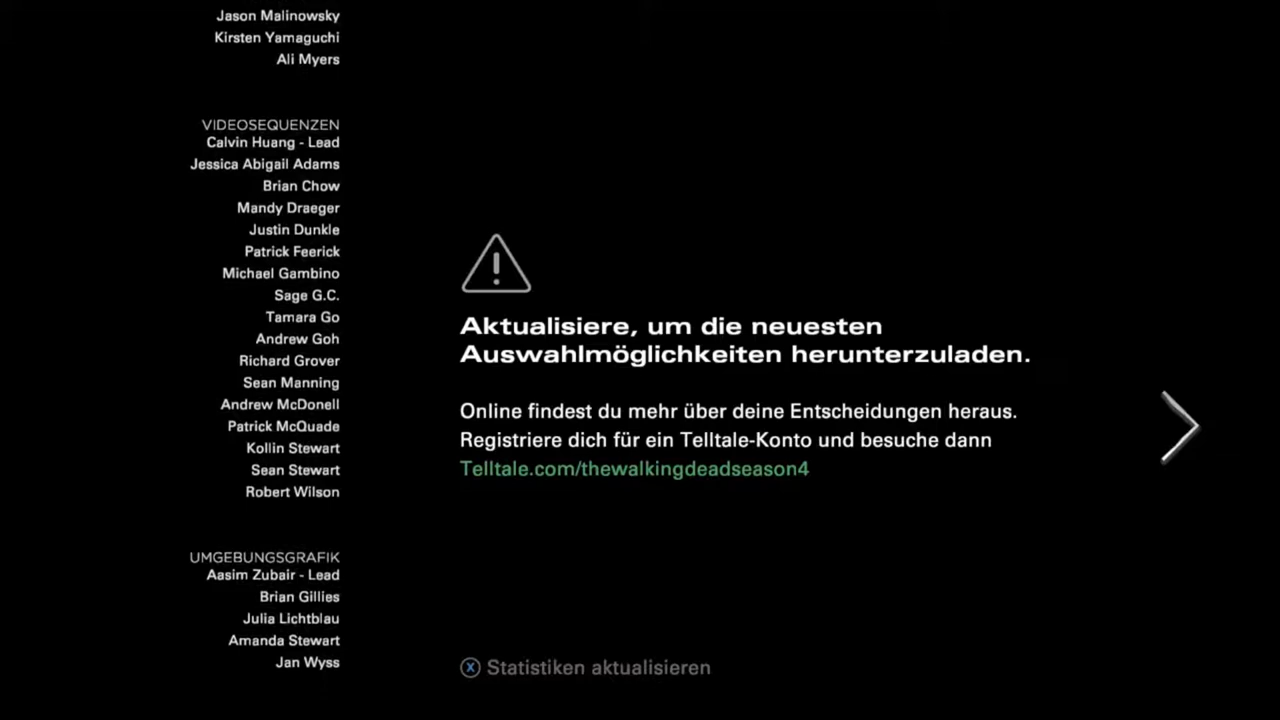 Jason Malinowsky
Kirsten Yamaguchi
Ali Myers
VIDEOSEQUENZEN
Calvin Huang - Lead
Jessica Abigail Adams
Brian Chow
Mandy Draeger
Justin Dunkle
Patrick Feerick
Michael Gambino
Sage G.C.
Tamara Go
Andrew Goh
Richard Grover
Sean Manning
Andrew McDonell
Patrick McQuade
Kollin Stewart
Sean Stewart
Robert Wilson
UMGEBUNGSGRAFIK
Aasim Zubair - Lead
Brian Gillies
Julia Lichtblau
Amanda Stewart
Jan Wyss
Aktualisiere, um die neuesten
Auswahlmöglichkeiten herunterzuladen.
Online findest du mehr über deine Entscheidungen heraus.
Registriere dich für ein Telltale-Konto und besuche dann
Telltale.com/thewalkingdeadseason4
X Statistiken aktualisieren